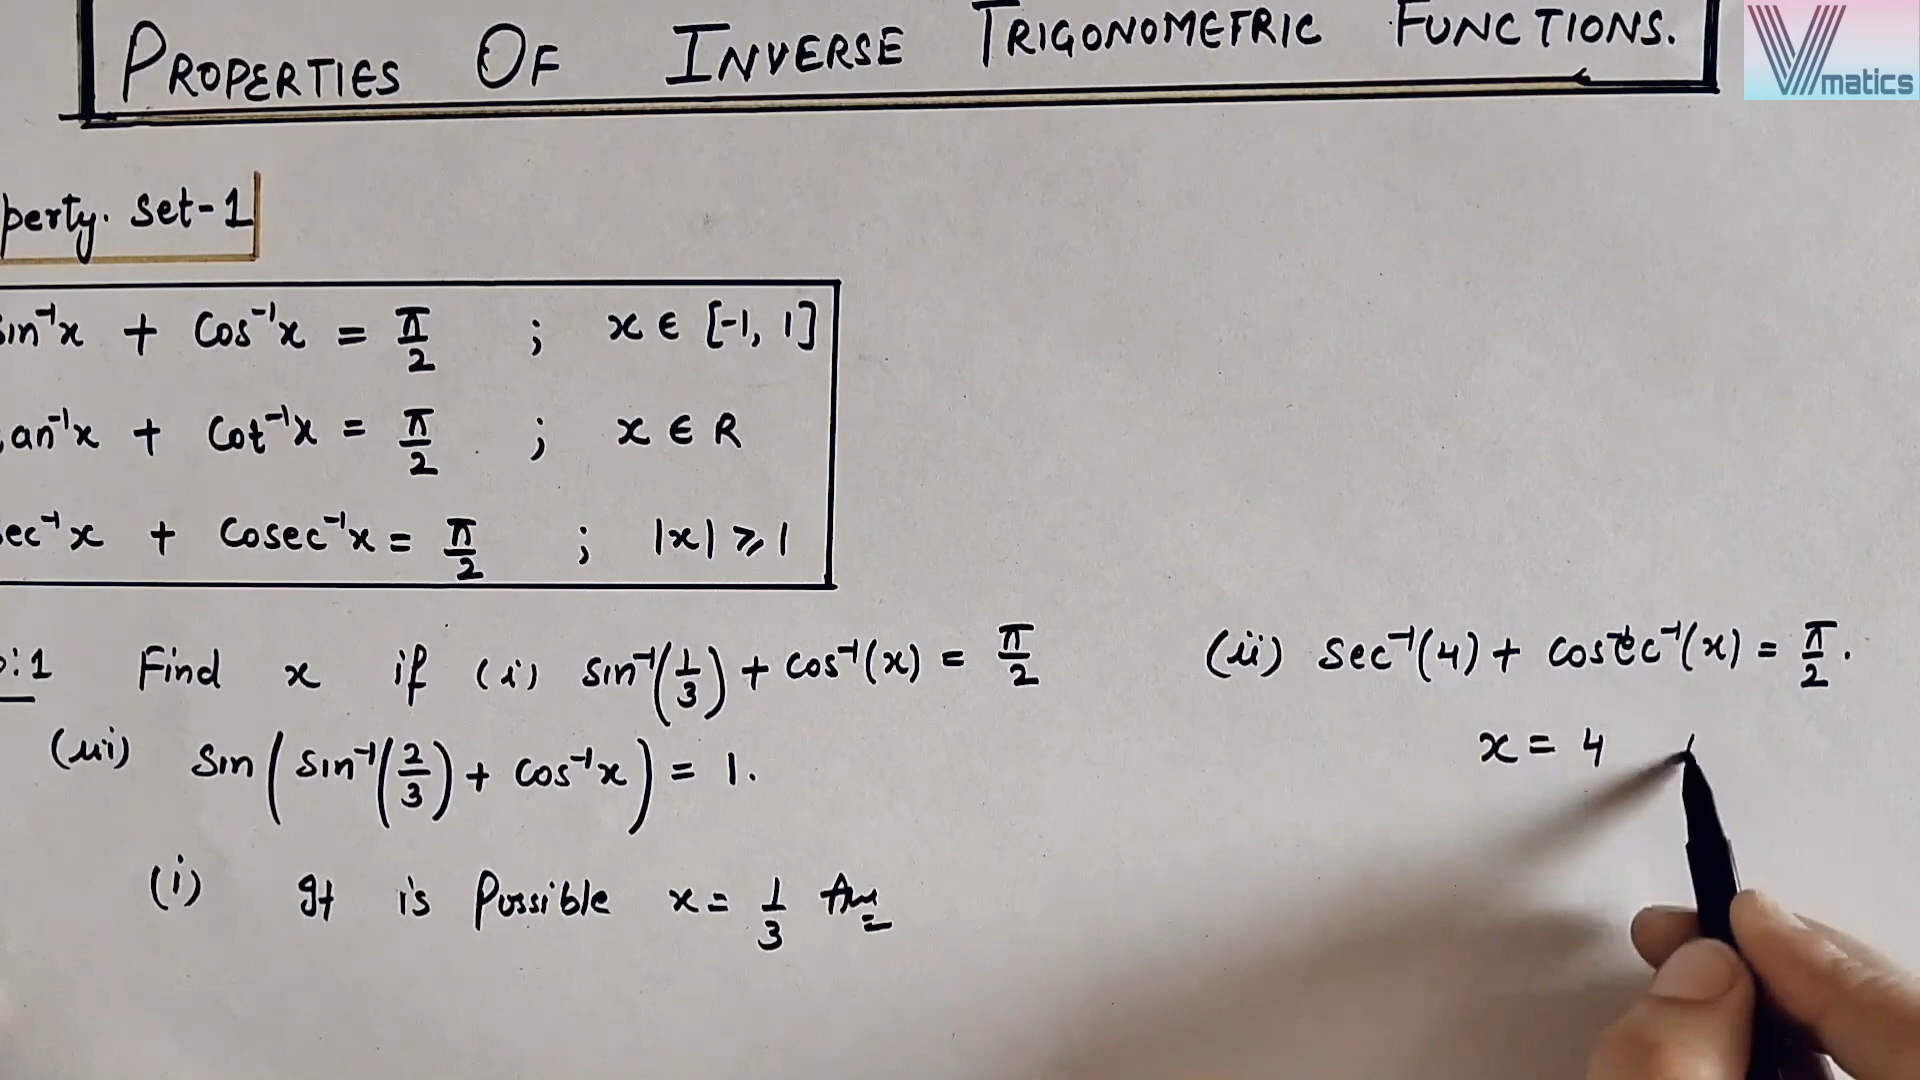 PROPERTIES OF INVERSE TRIGONOMETRIC FUNCTIONS.
Vmatics
perty. Set-1
sin⁻¹x + cos⁻¹x = π/2 ; x ∈ [-1, 1]
an⁻¹x + cot⁻¹x = π/2 ; x ∈ R
ec⁻¹x + cosec⁻¹x = π/2 ; |x| ⩾ 1
:1 Find x if (i) sin⁻¹(1/3) + cos⁻¹(x) = π/2 (ii) sec⁻¹(4) + cosec⁻¹(x) = π/2.
x = 4
(iii) sin(sin⁻¹(2/3) + cos⁻¹x) = 1.
(i) It is Possible x = 1/3 Ans